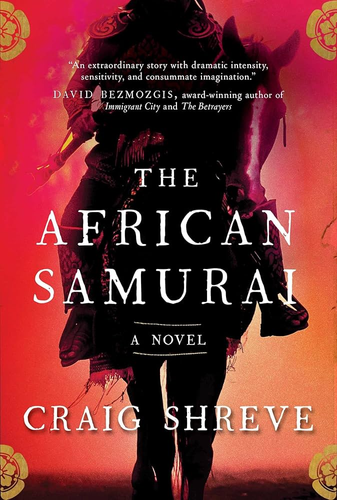 "An extraordinary story with dramatic intensity,
sensitivity, and consummate imagination."
DAVID BEZMOZGIS, award-winning author of
Immigrant City and The Betrayers
THE
AFRICAN
SAMURAI
A NOVEL
CRAIG SHREVE